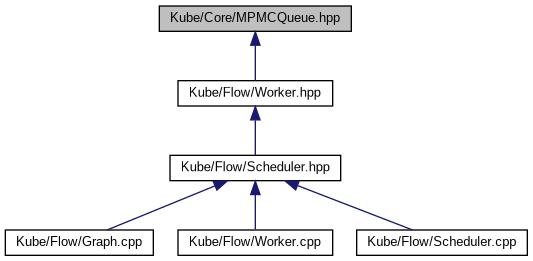 Kube/Core/MPMCQueue.hpp
Kube/Flow/Worker.hpp
Kube/Flow/Scheduler.hpp
Kube/Flow/Graph.cpp
Kube/Flow/Worker.cpp
Kube/Flow/Scheduler.cpp